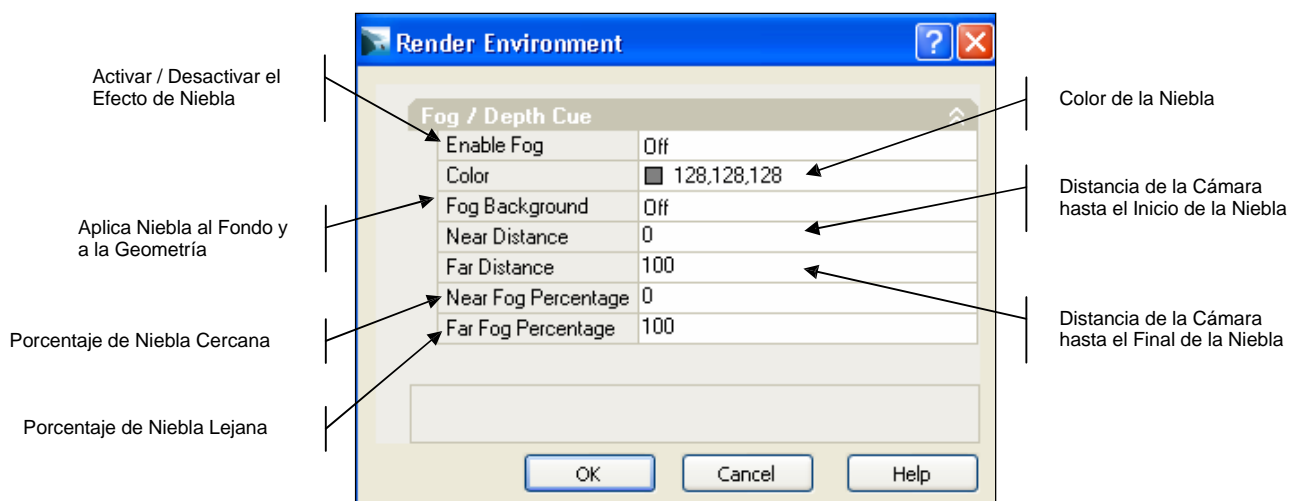 Render Environment
Activar / Desactivar el
Efecto de Niebla
Aplica Niebla al Fondo y
a la Geometría
Porcentaje de Niebla Cercana
Porcentaje de Niebla Lejana
Fog / Depth Cue
Enable Fog Off
Color 128,128,128
Fog Background Off
Near Distance 0
Far Distance 100
Near Fog Percentage 0
Far Fog Percentage 100
OK Cancel Help
Color de la Niebla
Distancia de la Cámara
hasta el Inicio de la Niebla
Distancia de la Cámara
hasta el Final de la Niebla